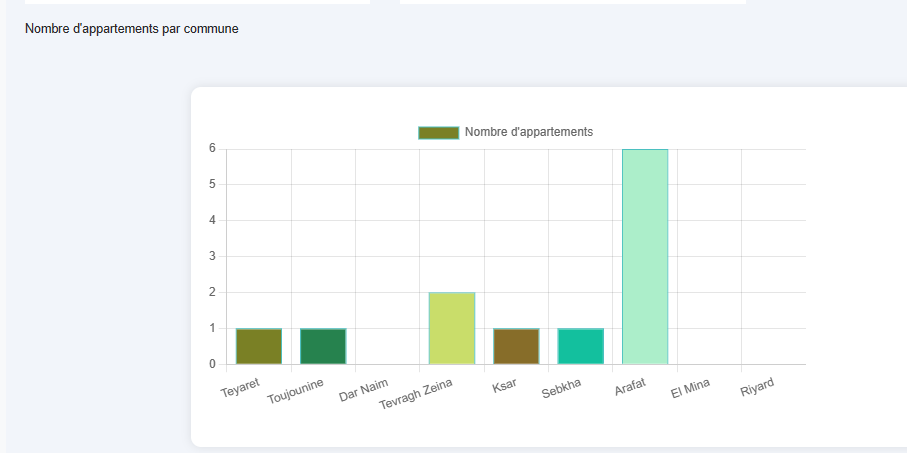 Nombre d'appartements par commune
Nombre d'appartements
6
5
4
3
2
1
0
Teyaret
Toujounine
Dar Naim
Tevragh Zeina
Ksar
Sebkha
Arafat
El Mina
Riyard